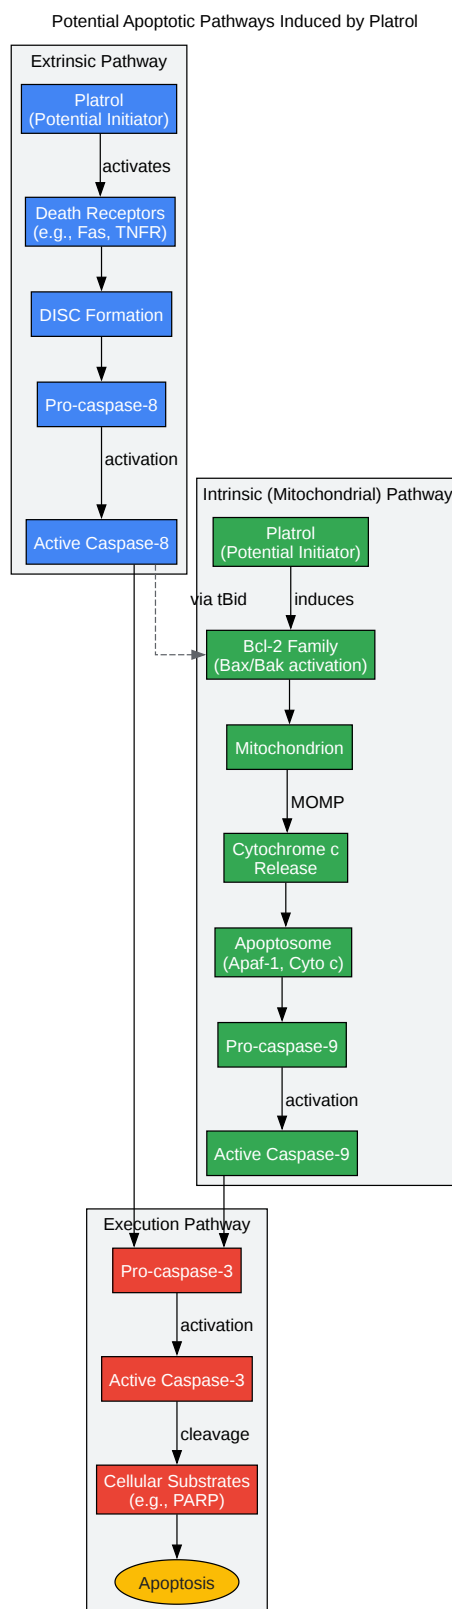 Potential Apoptotic Pathways Induced by Platrol
Extrinsic Pathway
Platrol
(Potential Initiator)
activates
Death Receptors
(e.g., Fas, TNFR)
DISC Formation
Pro-caspase-8
activation
Active Caspase-8
Intrinsic (Mitochondrial) Pathway
Platrol
(Potential Initiator)
via tBid
induces
Bcl-2 Family
(Bax/Bak activation)
Mitochondrion
MOMP
Cytochrome c
Release
Apoptosome
(Apaf-1, Cyto c)
Pro-caspase-9
activation
Active Caspase-9
Execution Pathway
Pro-caspase-3
activation
Active Caspase-3
cleavage
Cellular Substrates
(e.g., PARP)
Apoptosis